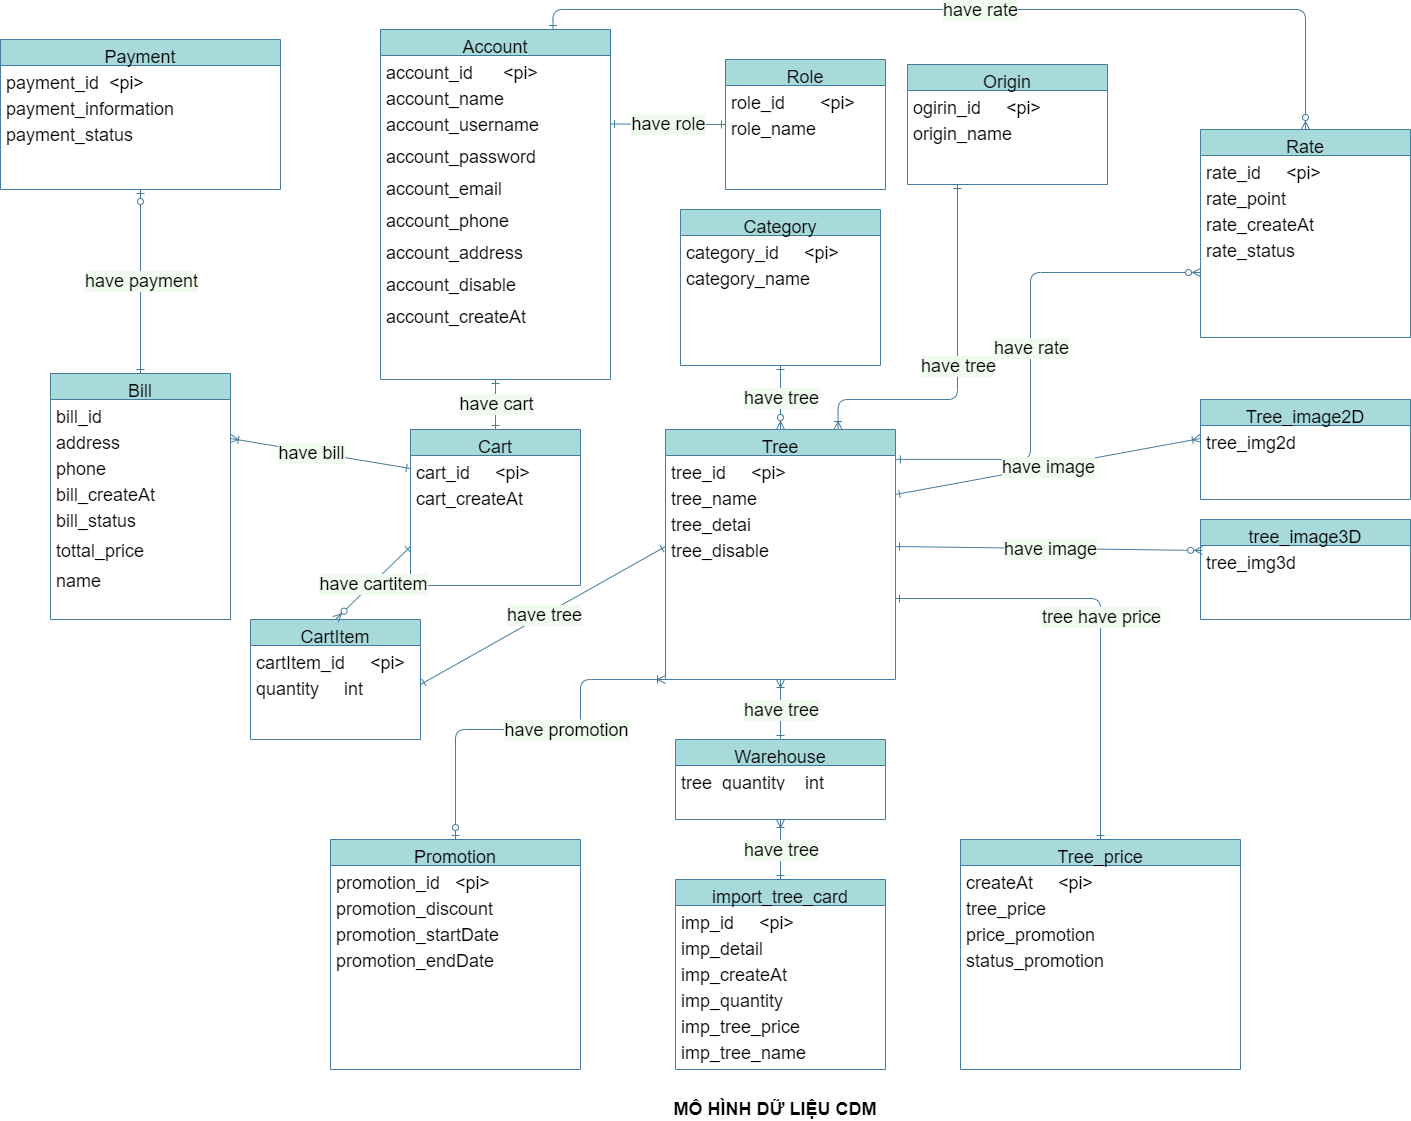 have rate
Payment
payment_id <pi>
payment_information
payment_status
Account
account_id <pi>
account_name
account_username
account_password
account_email
account_phone
account_address
account_disable
account_createAt
have role
Role
role_id <pi>
role_name
Origin
ogirin_id <pi>
origin_name
Rate
rate_id <pi>
rate_point
rate_createAt
rate_status
Category
category_id <pi>
category_name
have payment
have rate
have tree
have tree
have cart
Bill
bill_id
address
phone
bill_createAt
bill_status
tottal_price
name
have bill
Cart
cart_id <pi>
cart_createAt
Tree
tree_id <pi>
tree_name
tree_detai
tree_disable
have image
Tree_image2D
tree_img2d
have image
tree_image3D
tree_img3d
have cartitem
have tree
tree have price
CartItem
cartItem_id <pi>
quantity int
have promotion
have tree
Warehouse
tree_quantity int
have tree
Promotion
promotion_id <pi>
promotion_discount
promotion_startDate
promotion_endDate
import_tree_card
imp_id <pi>
imp_detail
imp_createAt
imp_quantity
imp_tree_price
imp_tree_name
Tree_price
createAt <pi>
tree_price
price_promotion
status_promotion
MÔ HÌNH DỮ LIỆU CDM